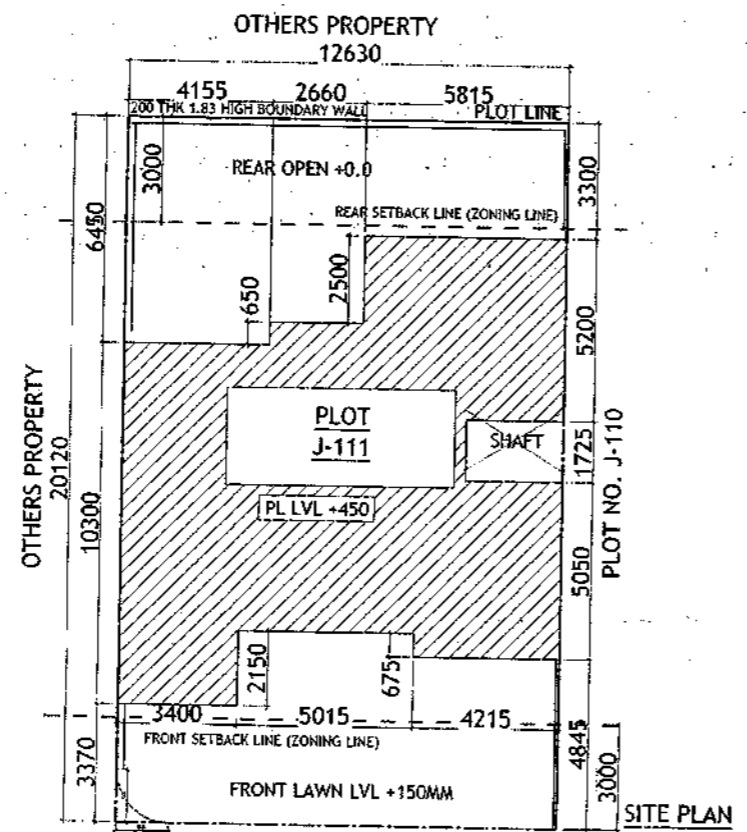 OTHERS PROPERTY
12630
4155 2660 5815
200 THK 1.83 HIGH BOUNDARY WALL PLOT LINE
3000
REAR OPEN +0.0
3300
6450
REAR SETBACK LINE (ZONING LINE)
650
2500
5200
OTHERS PROPERTY
20120
10300
PLOT
J-111
SHAFT
1725
PLOT NO. J-110
PL LVL +450
5050
2150
675
3400 5015 4215
FRONT SETBACK LINE (ZONING LINE)
3370
4845
3000
FRONT LAWN LVL +150MM
SITE PLAN